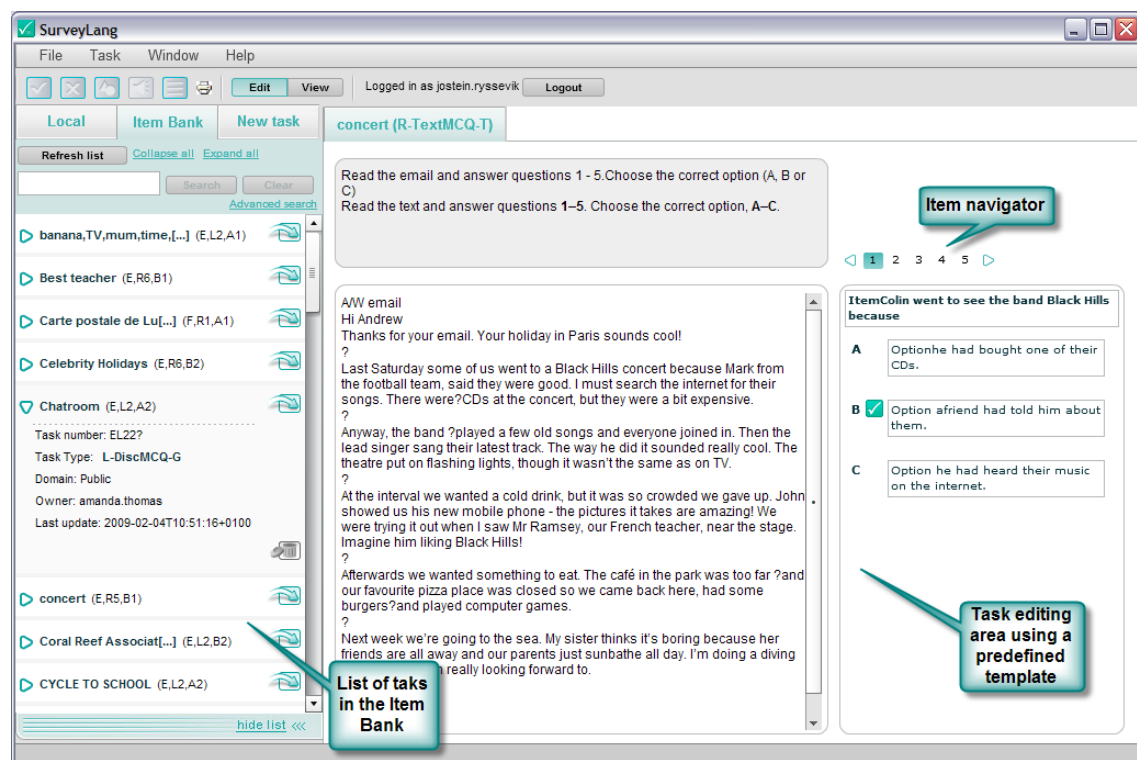 SurveyLang
File Task Window Help
Edit View Logged in as jostein.ryssevik Logout
Local Item Bank New task
Refresh list Collapse all Expand all
Search Clear
Advanced search
banana,TV,mum,time,[...] (E,L2,A1)
Best teacher (E,R6,B1)
Carte postale de Lu[...] (F,R1,A1)
Celebrity Holidays (E,R6,B2)
Chatroom (E,L2,A2)
Task number: EL22?
Task Type: L-DiscMCQ-G
Domain: Public
Owner: amanda.thomas
Last update: 2009-02-04T10:51:16+0100
concert (E,R5,B1)
Coral Reef Associat[...] (E,L2,B2)
CYCLE TO SCHOOL (E,L2,A2)
hide list
List of taks
in the Item
Bank
concert (R-TextMCQ-T)
Read the email and answer questions 1 - 5.Choose the correct option (A, B or
C)
Read the text and answer questions 1–5. Choose the correct option, A–C.
A/W email
Hi Andrew
Thanks for your email. Your holiday in Paris sounds cool!
?
Last Saturday some of us went to a Black Hills concert because Mark from
the football team, said they were good. I must search the internet for their
songs. There were?CDs at the concert, but they were a bit expensive.
?
Anyway, the band ?played a few old songs and everyone joined in. Then the
lead singer sang their latest track. The way he did it sounded really cool. The
theatre put on flashing lights, though it wasn't the same as on TV.
?
At the interval we wanted a cold drink, but it was so crowded we gave up. John
showed us his new mobile phone - the pictures it takes are amazing! We
were trying it out when I saw Mr Ramsey, our French teacher, near the stage.
Imagine him liking Black Hills!
?
Afterwards we wanted something to eat. The café in the park was too far ?and
our favourite pizza place was closed so we came back here, had some
burgers?and played computer games.
?
Next week we're going to the sea. My sister thinks it's boring because her
friends are all away and our parents just sunbathe all day. I'm doing a diving
really looking forward to.
Item navigator
1 2 3 4 5
ItemColin went to see the band Black Hills
because
A Optionhe had bought one of their
CDs.
B Option afriend had told him about
them.
C Option he had heard their music
on the internet.
Task editing
area using a
predefined
template